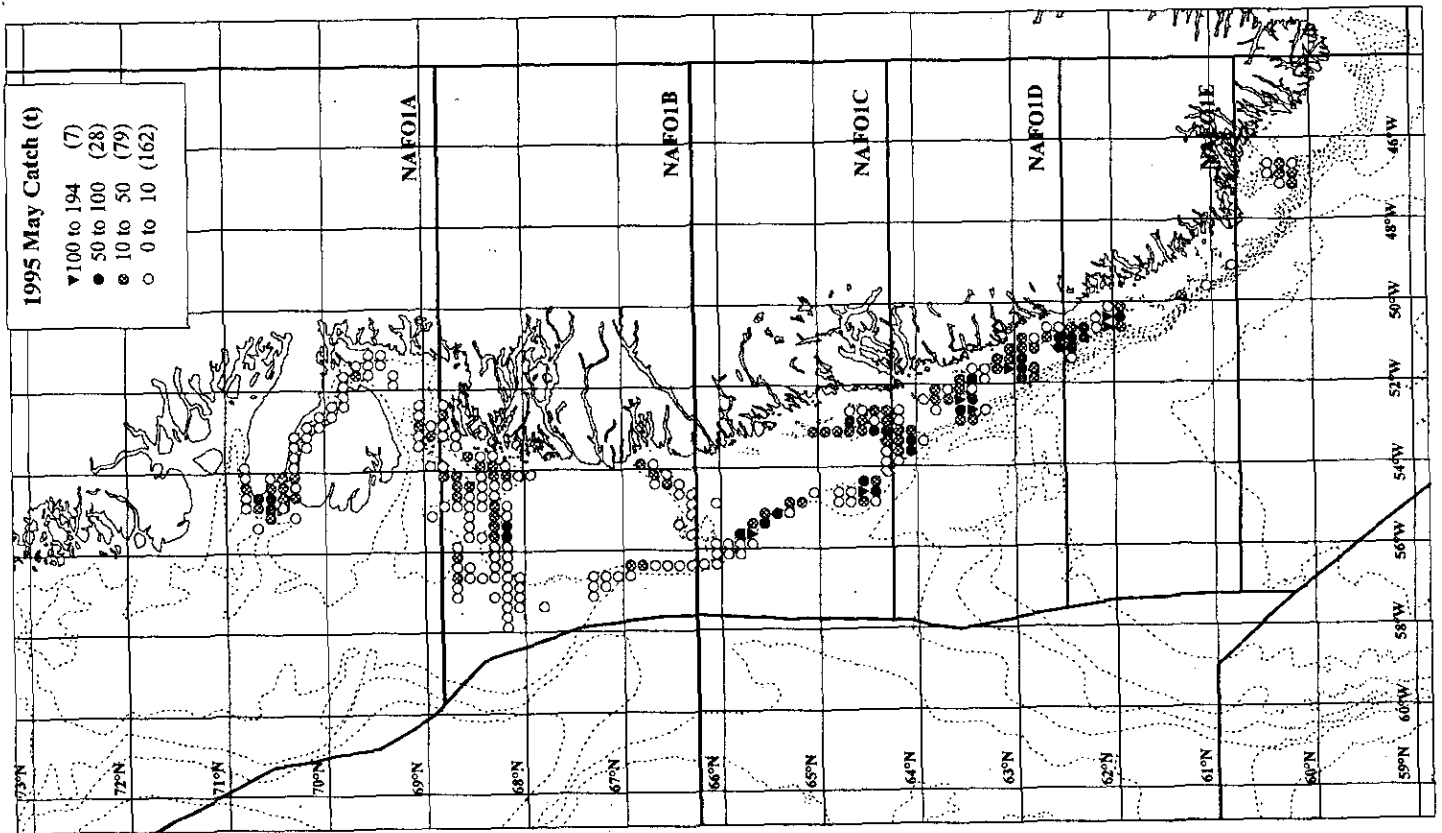 1995 May Catch (t)
▼ 100 to 194 (7)
● 50 to 100 (28)
⊗ 10 to 50 (79)
○ 0 to 10 (162)
NAFO1A
NAFO1B
NAFO1C
NAFO1D
NAFO1E
73°N
72°N
71°N
70°N
69°N
68°N
67°N
66°N
65°N
64°N
63°N
62°N
61°N
60°N
59°N
60°W
58°W
56°W
54°W
52°W
50°W
48°W
46°W